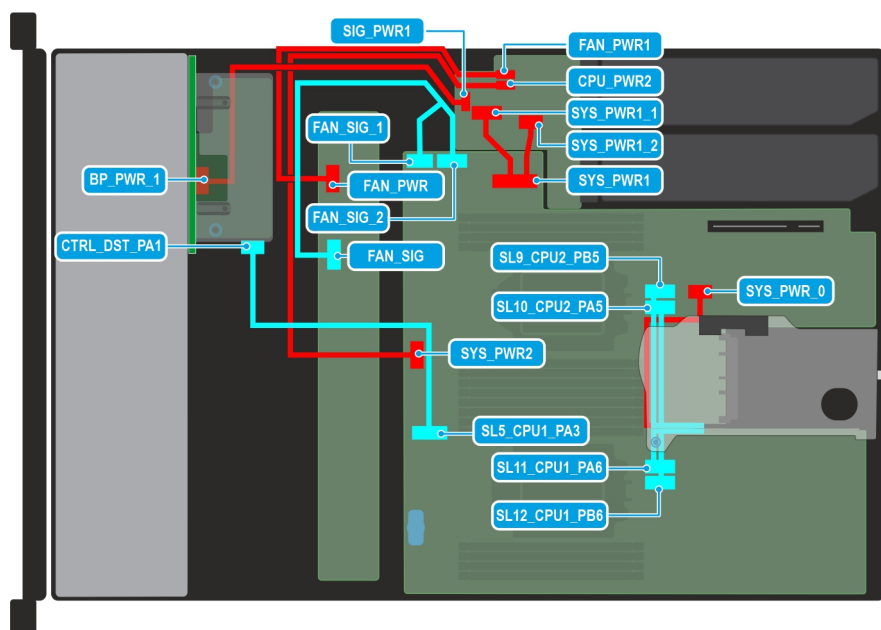 SIG_PWR1
FAN_PWR1
CPU_PWR2
SYS_PWR1_1
FAN_SIG_1
SYS_PWR1_2
BP_PWR_1
FAN_PWR
SYS_PWR1
FAN_SIG_2
CTRL_DST_PA1
FAN_SIG
SL9_CPU2_PB5
SYS_PWR_0
SL10_CPU2_PA5
SYS_PWR2
SL5_CPU1_PA3
SL11_CPU1_PA6
SL12_CPU1_PB6